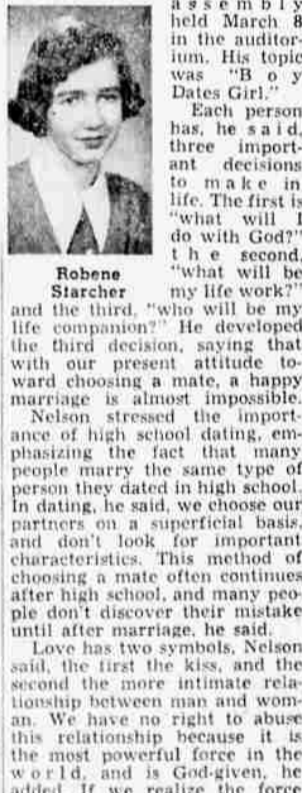 assembly
held March 8
in the auditor-
ium. His topic
was "Boy
Dates Girl."
Each person
has, he said,
three import-
ant decisions
to make in
life. The first is
"what will I
do with God?"
the second,
"what will be
my life work?"
Robene
Starcher
and the third, "who will be my
life companion?" He developed
the third decision, saying that
with our present attitude to-
ward choosing a mate, a happy
marriage is almost impossible.
Nelson stressed the import-
ance of high school dating, em-
phasizing the fact that many
people marry the same type of
person they dated in high school.
In dating, he said, we choose our
partners on a superficial basis,
and don't look for important
characteristics. This method of
choosing a mate often continues
after high school, and many peo-
ple don't discover their mistake
until after marriage, he said.
Love has two symbols, Nelson
said, the first the kiss, and the
second the more intimate rela-
tionship between man and wom-
an. We have no right to abuse
this relationship because it is
the most powerful force in the
world, and is God-given, he
added. If we realize the force